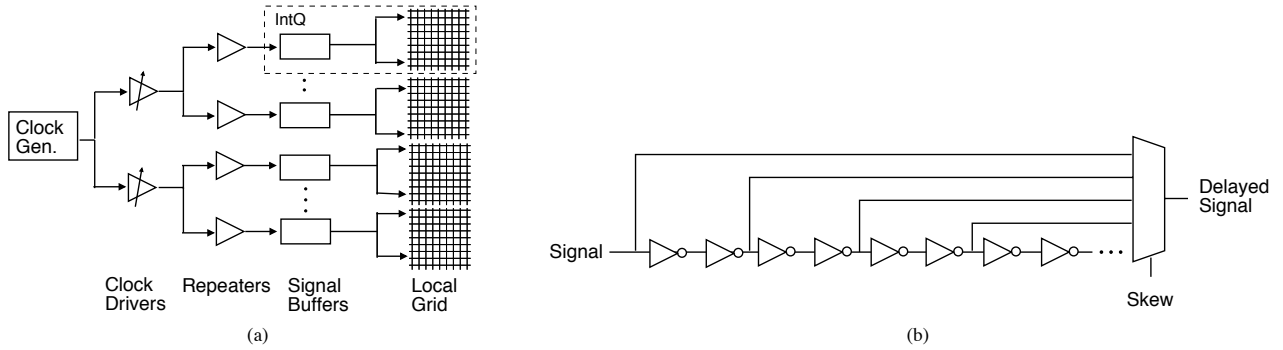 IntQ
Clock
Gen.
Clock
Drivers
Repeaters
Signal
Buffers
Local
Grid
(a)
Signal
Delayed
Signal
Skew
(b)